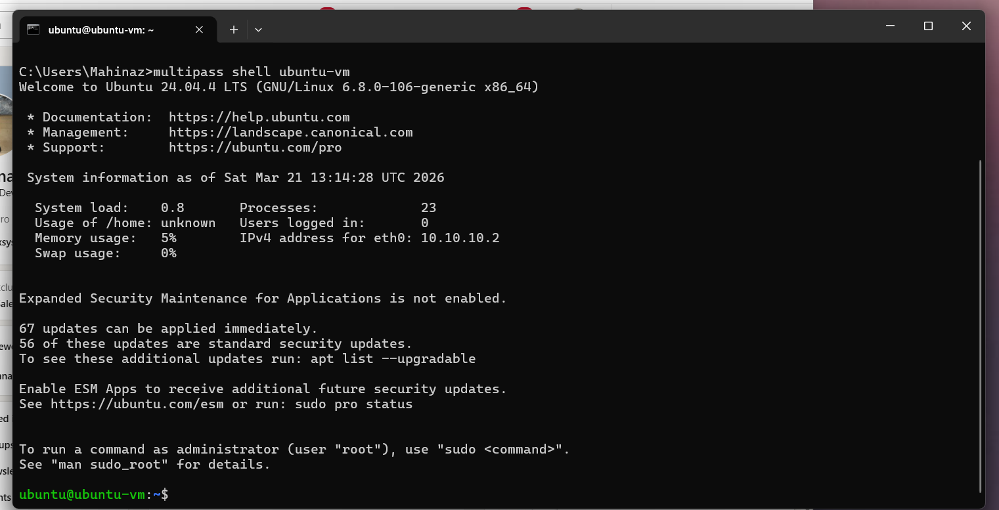 ubuntu@ubuntu-vm: ~
C:\Users\Mahinaz>multipass shell ubuntu-vm
Welcome to Ubuntu 24.04.4 LTS (GNU/Linux 6.8.0-106-generic x86_64)
* Documentation: https://help.ubuntu.com
* Management: https://landscape.canonical.com
* Support: https://ubuntu.com/pro
System information as of Sat Mar 21 13:14:28 UTC 2026
System load: 0.8 Processes: 23
Usage of /home: unknown Users logged in: 0
Memory usage: 5% IPv4 address for eth0: 10.10.10.2
Swap usage: 0%
Expanded Security Maintenance for Applications is not enabled.
67 updates can be applied immediately.
56 of these updates are standard security updates.
To see these additional updates run: apt list --upgradable
Enable ESM Apps to receive additional future security updates.
See https://ubuntu.com/esm or run: sudo pro status
To run a command as administrator (user "root"), use "sudo <command>".
See "man sudo_root" for details.
ubuntu@ubuntu-vm:~$